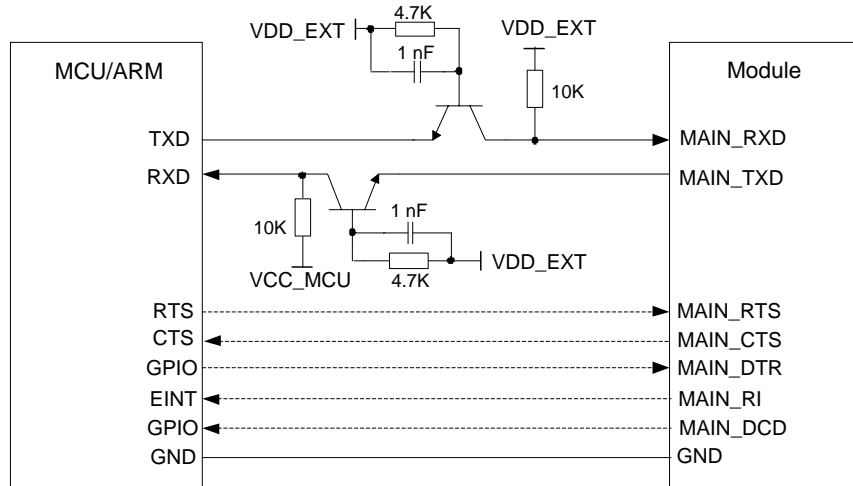 4.7K
VDD_EXT
1 nF
VDD_EXT
MCU/ARM
Module
10K
TXD
MAIN_RXD
RXD
MAIN_TXD
10K
1 nF
VCC_MCU
4.7K
VDD_EXT
RTS
MAIN_RTS
CTS
MAIN_CTS
GPIO
MAIN_DTR
EINT
MAIN_RI
GPIO
MAIN_DCD
GND
GND